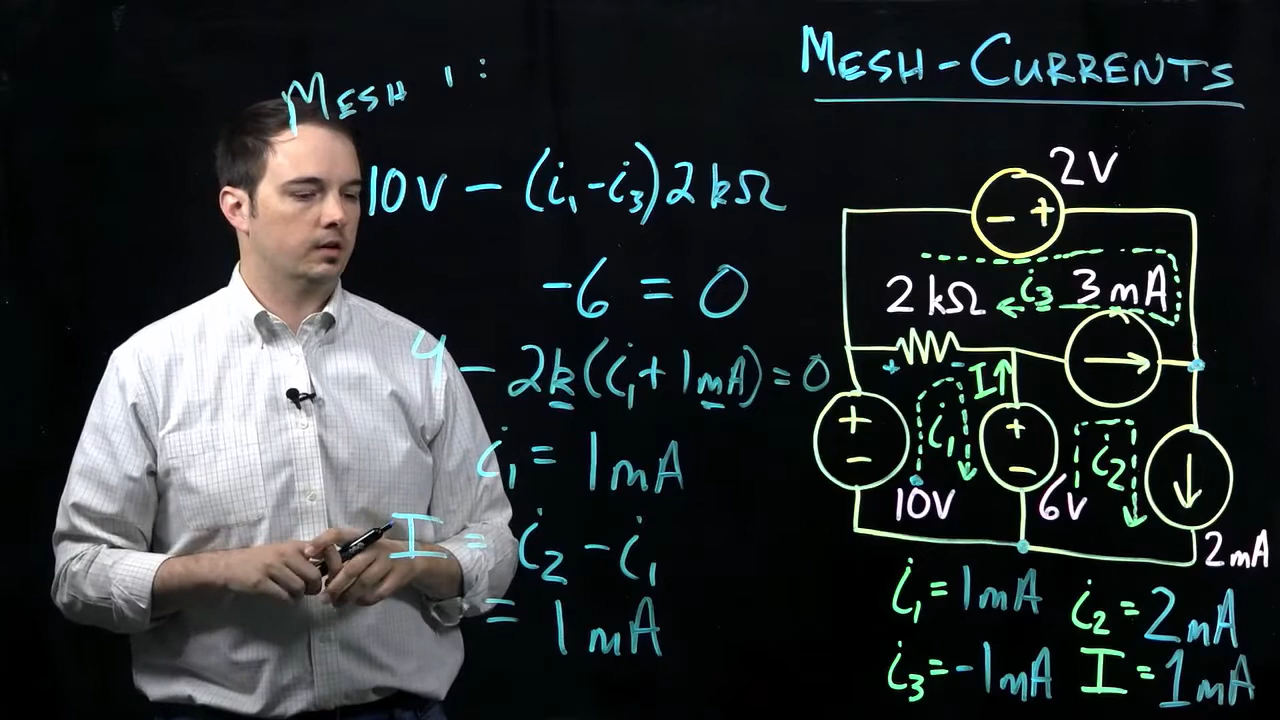 MESH 1:
10V - (i₁-i₃)2kΩ
-6 = 0
4 - 2k(i₁+1mA) = 0
i₁ = 1mA
I = i₂ - i₁
= 1mA
MESH-CURRENTS
2V
- +
2kΩ i₃ 3mA
+ - I
+ i₁ + i₂
- -
10V 6V
2mA
i₁=1mA i₂=2mA
i₃=-1mA I=1mA